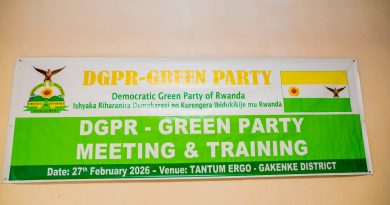 DGPR-GREEN PARTY
Democratic Green Party of Rwanda
Ishyaka Riharanira Demokarasi no Kurengera Ibidukikije mu Rwanda
DGPR - GREEN PARTY
MEETING & TRAINING
Date: 27th February 2026 – Venue: TANTUM ERGO - GAKENKE DISTRICT